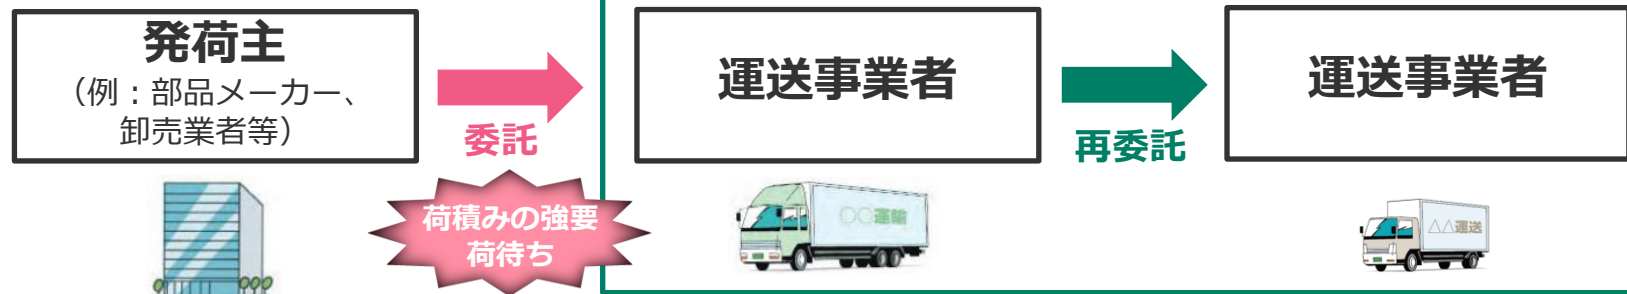 発荷主
（例：部品メーカー、
卸売業者等）
委託
荷積みの強要
荷待ち
運送事業者
〇〇運輸
再委託
運送事業者
△△運送